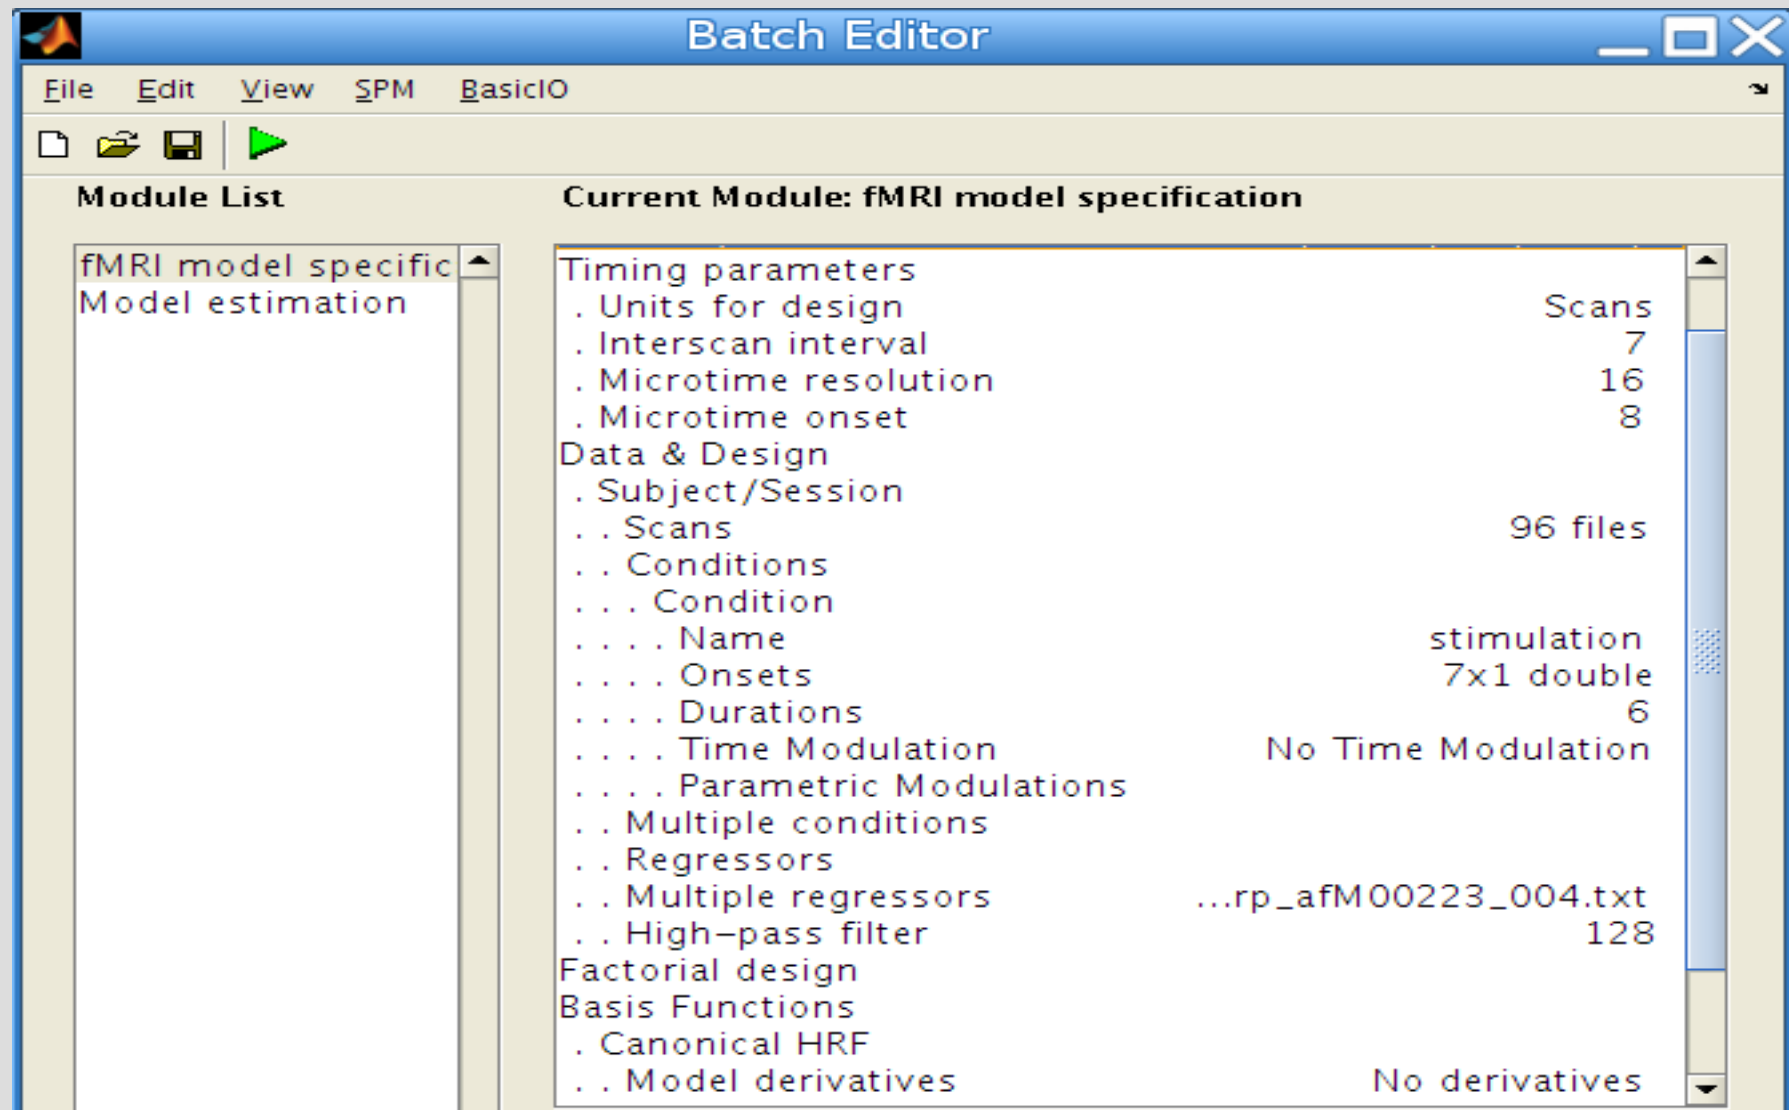 Batch Editor
File Edit View SPM BasicIO
Module List
Current Module: fMRI model specification
fMRI model specific
Model estimation
Timing parameters
. Units for design Scans
. Interscan interval 7
. Microtime resolution 16
. Microtime onset 8
Data & Design
. Subject/Session
. . Scans 96 files
. . Conditions
. . . Condition
. . . . Name stimulation
. . . . Onsets 7x1 double
. . . . Durations 6
. . . . Time Modulation No Time Modulation
. . . . Parametric Modulations
. . Multiple conditions
. . Regressors
. . Multiple regressors ...rp_afM00223_004.txt
. . High-pass filter 128
Factorial design
Basis Functions
. Canonical HRF
. . Model derivatives No derivatives